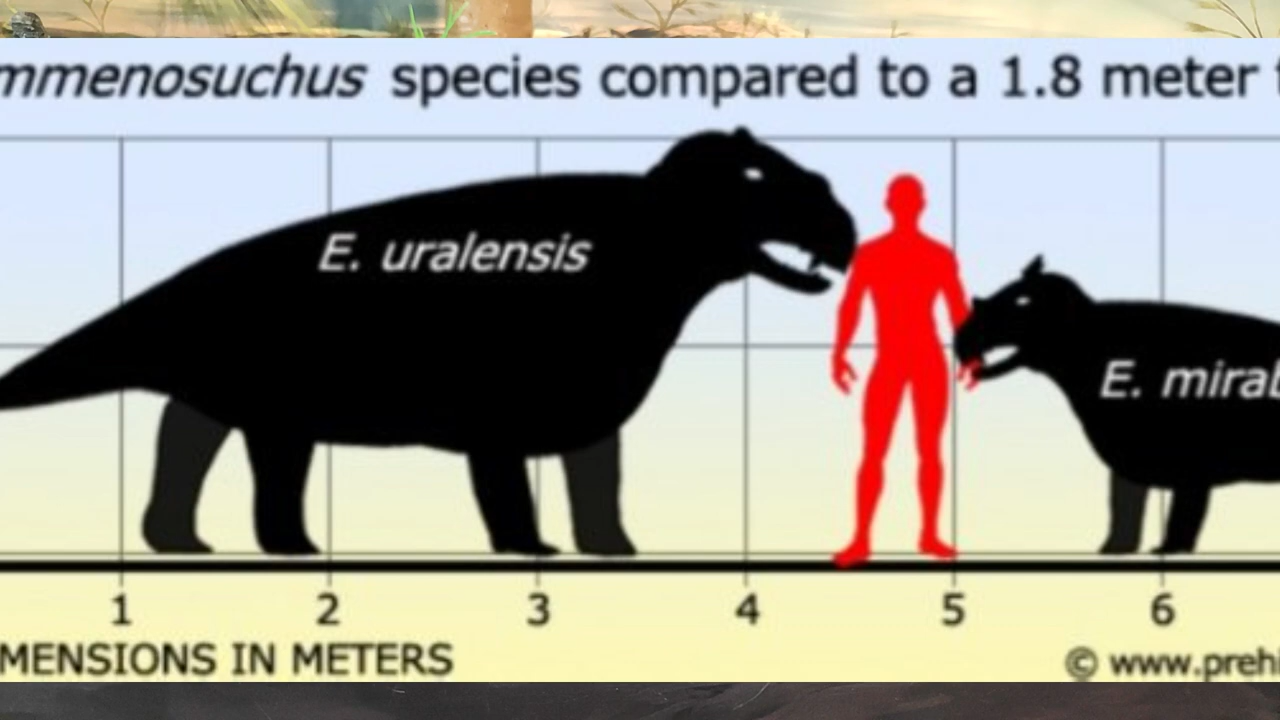 mmenosuchus species compared to a 1.8 meter
E. uralensis
E. mirab
1 2 3 4 5 6
MENSIONS IN METERS
© www.prehi